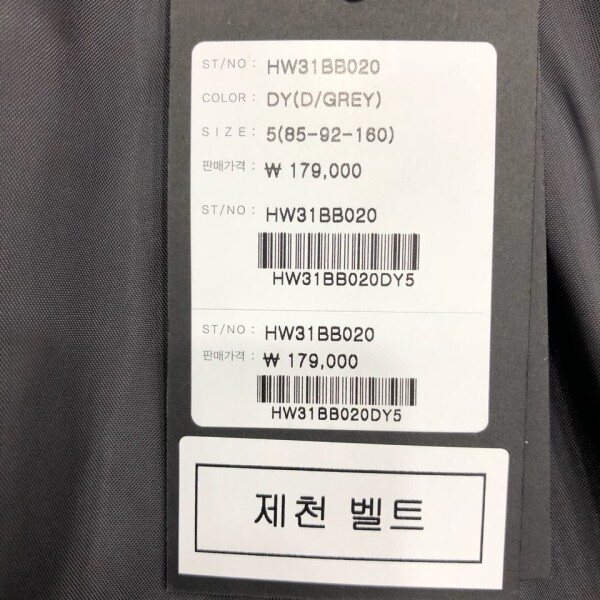 ST/NO : HW31BB020
COLOR : DY(D/GREY)
SIZE : 5(85-92-160)
판매가격 : ₩ 179,000
ST/NO : HW31BB020
HW31BB020DY5
ST/NO : HW31BB020
판매가격 : ₩ 179,000
HW31BB020DY5
제천 벨트